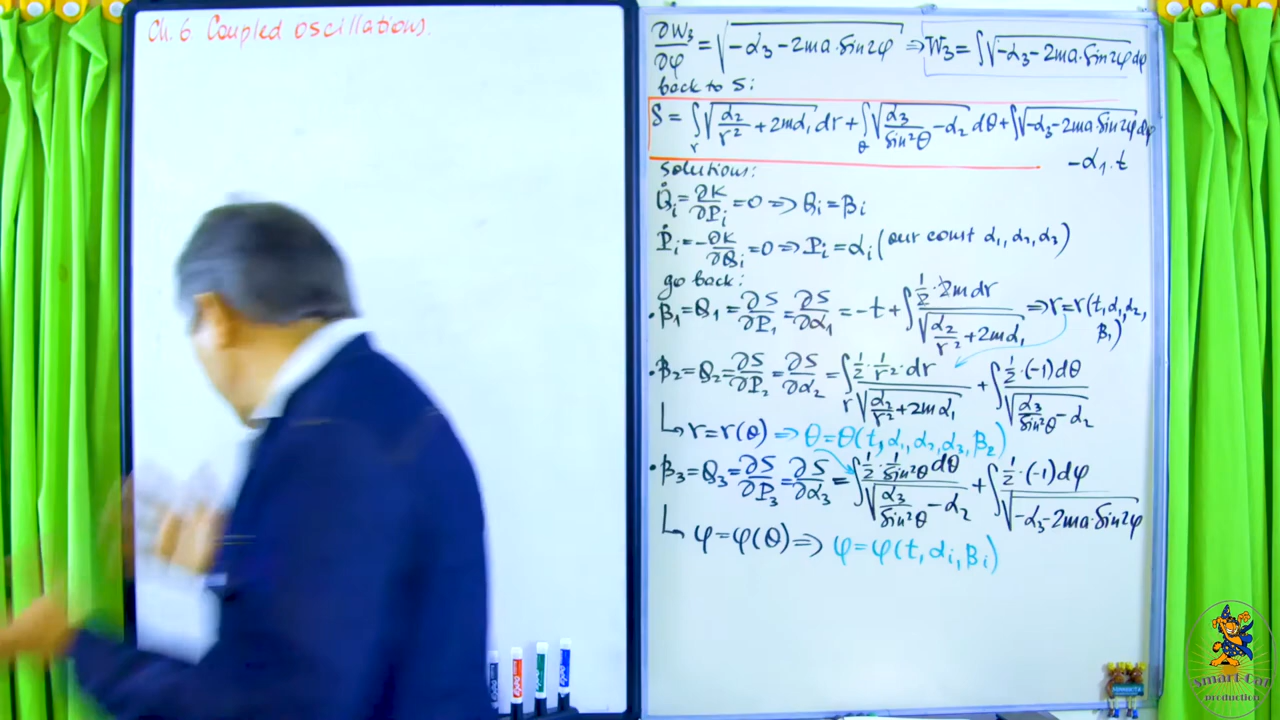 Ch. 6. Coupled oscillations.
∂W₃/∂φ = √(-α₃ - 2ma·sin2φ) ⇒ W₃ = ∫√(-α₃ - 2ma·sin2φ) dφ
back to S:
S = ∫_r √(α₂/r² + 2mα₁) dr + ∫_θ √(α₃/sin²θ - α₂) dθ + ∫√(-α₃ - 2ma·sin2φ) dφ
- α₁·t
solutions:
Q̇ᵢ = ∂K/∂Pᵢ = 0 ⇒ Qᵢ = βᵢ
Ṗᵢ = -∂K/∂Qᵢ = 0 ⇒ Pᵢ = αᵢ (our const α₁, α₂, α₃)
go back:
• β₁ = Q₁ = ∂S/∂P₁ = ∂S/∂α₁ = -t + ∫ (1/2·2m dr)/√(α₂/r² + 2mα₁) ⇒ r = r(t, α₁, α₂, β₁)
• β₂ = Q₂ = ∂S/∂P₂ = ∂S/∂α₂ = ∫_r (1/2·1/r²·dr)/√(α₂/r² + 2mα₁) + ∫ (1/2·(-1)dθ)/√(α₃/sin²θ - α₂)
↳ r = r(θ) ⇒ θ = θ(t, α₁, α₂, α₃, β₂)
• β₃ = Q₃ = ∂S/∂P₃ = ∂S/∂α₃ = ∫ (1/2·1/sin²θ dθ)/√(α₃/sin²θ - α₂) + ∫ (1/2·(-1)dφ)/√(-α₃ - 2ma·sin2φ)
↳ φ = φ(θ) ⇒ φ = φ(t, αᵢ, βᵢ)
Smart Cat
production